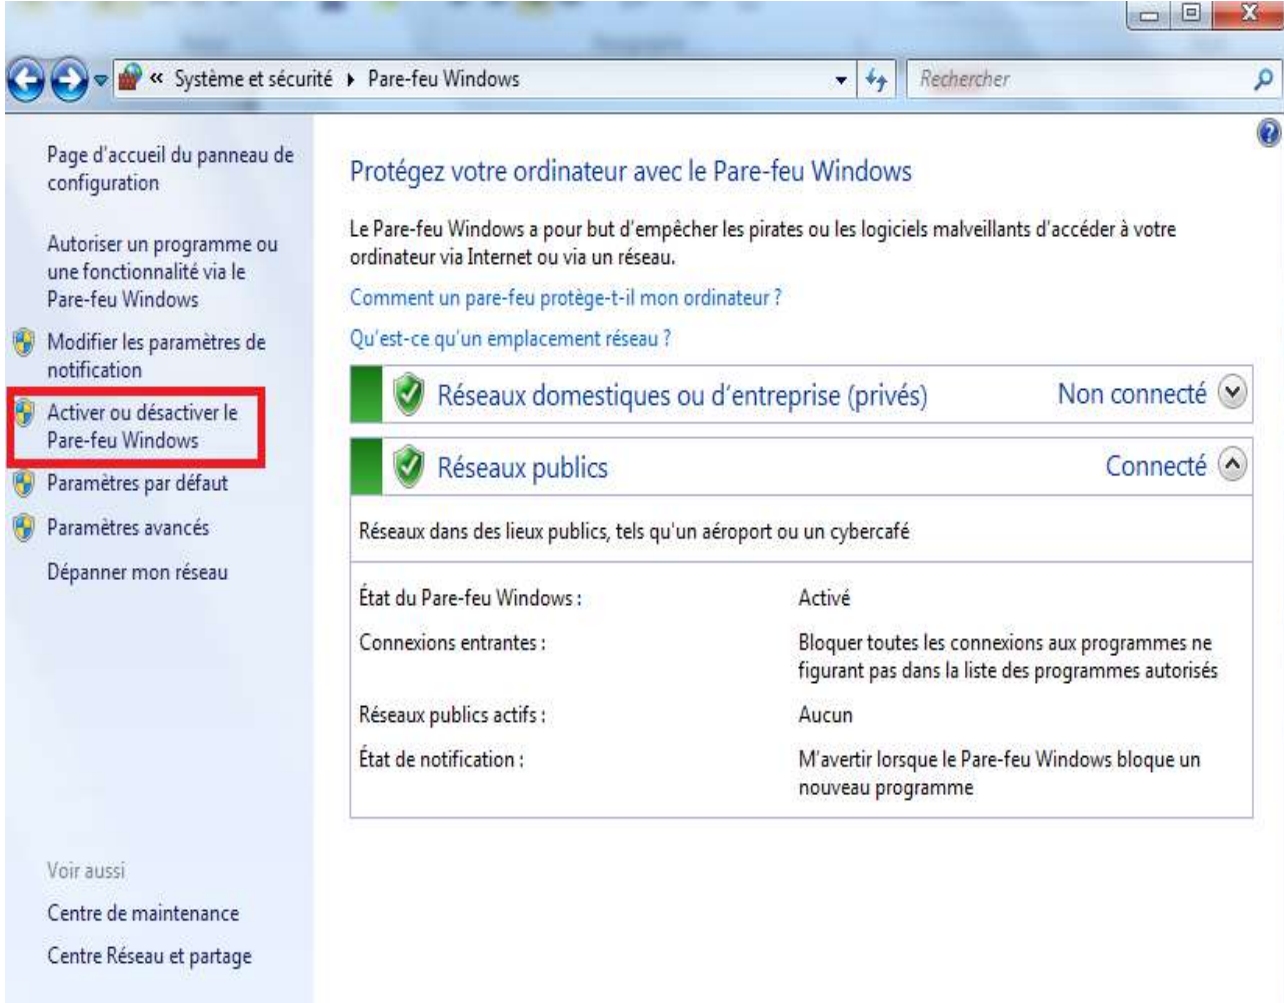 « Système et sécurité ▸ Pare-feu Windows
Rechercher
Page d'accueil du panneau de
configuration
Autoriser un programme ou
une fonctionnalité via le
Pare-feu Windows
Modifier les paramètres de
notification
Activer ou désactiver le
Pare-feu Windows
Paramètres par défaut
Paramètres avancés
Dépanner mon réseau
Voir aussi
Centre de maintenance
Centre Réseau et partage
Protégez votre ordinateur avec le Pare-feu Windows
Le Pare-feu Windows a pour but d'empêcher les pirates ou les logiciels malveillants d'accéder à votre
ordinateur via Internet ou via un réseau.
Comment un pare-feu protège-t-il mon ordinateur ?
Qu'est-ce qu'un emplacement réseau ?
Réseaux domestiques ou d'entreprise (privés) Non connecté
Réseaux publics Connecté
Réseaux dans des lieux publics, tels qu'un aéroport ou un cybercafé
État du Pare-feu Windows : Activé
Connexions entrantes : Bloquer toutes les connexions aux programmes ne
figurant pas dans la liste des programmes autorisés
Réseaux publics actifs : Aucun
État de notification : M'avertir lorsque le Pare-feu Windows bloque un
nouveau programme